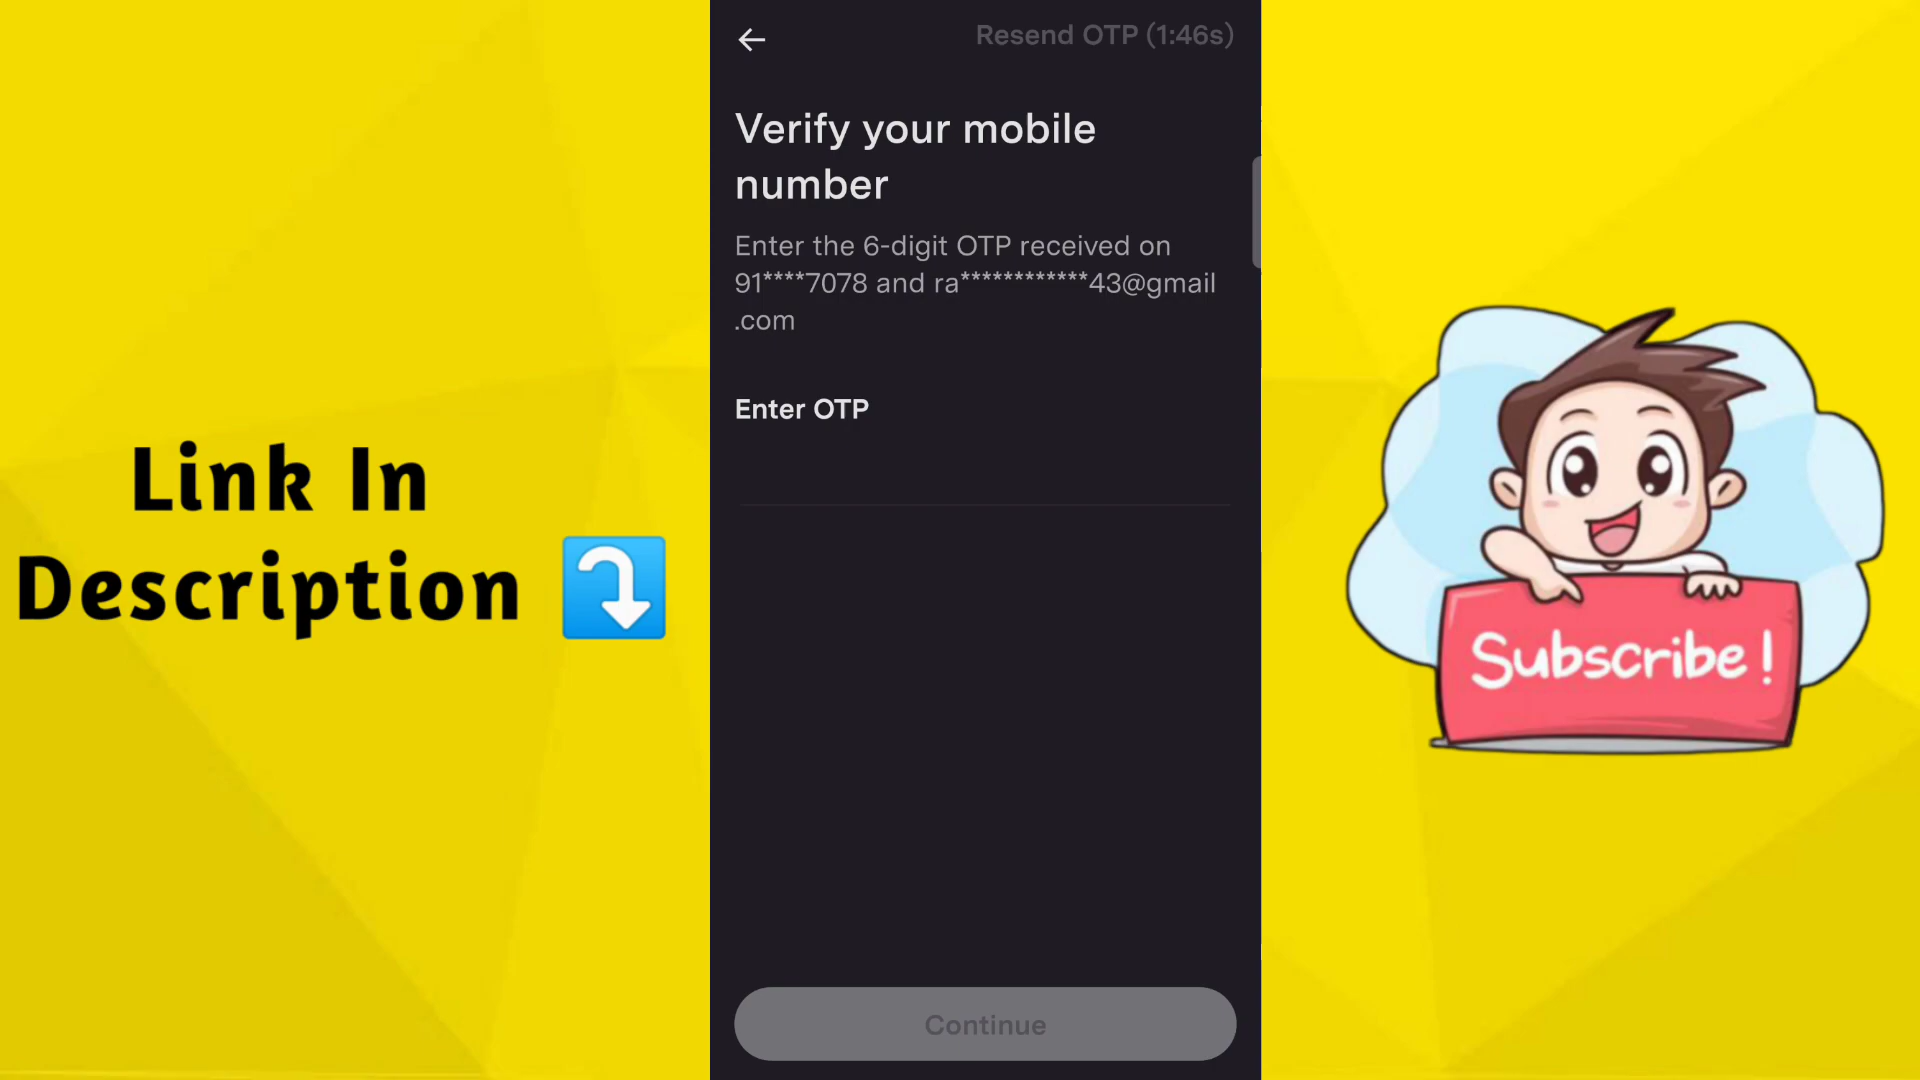 Resend OTP (1:46s)
Verify your mobile
number
Enter the 6-digit OTP received on
91****7078 and ra************43@gmail
.com
Enter OTP
Continue
Link In
Description
Subscribe!